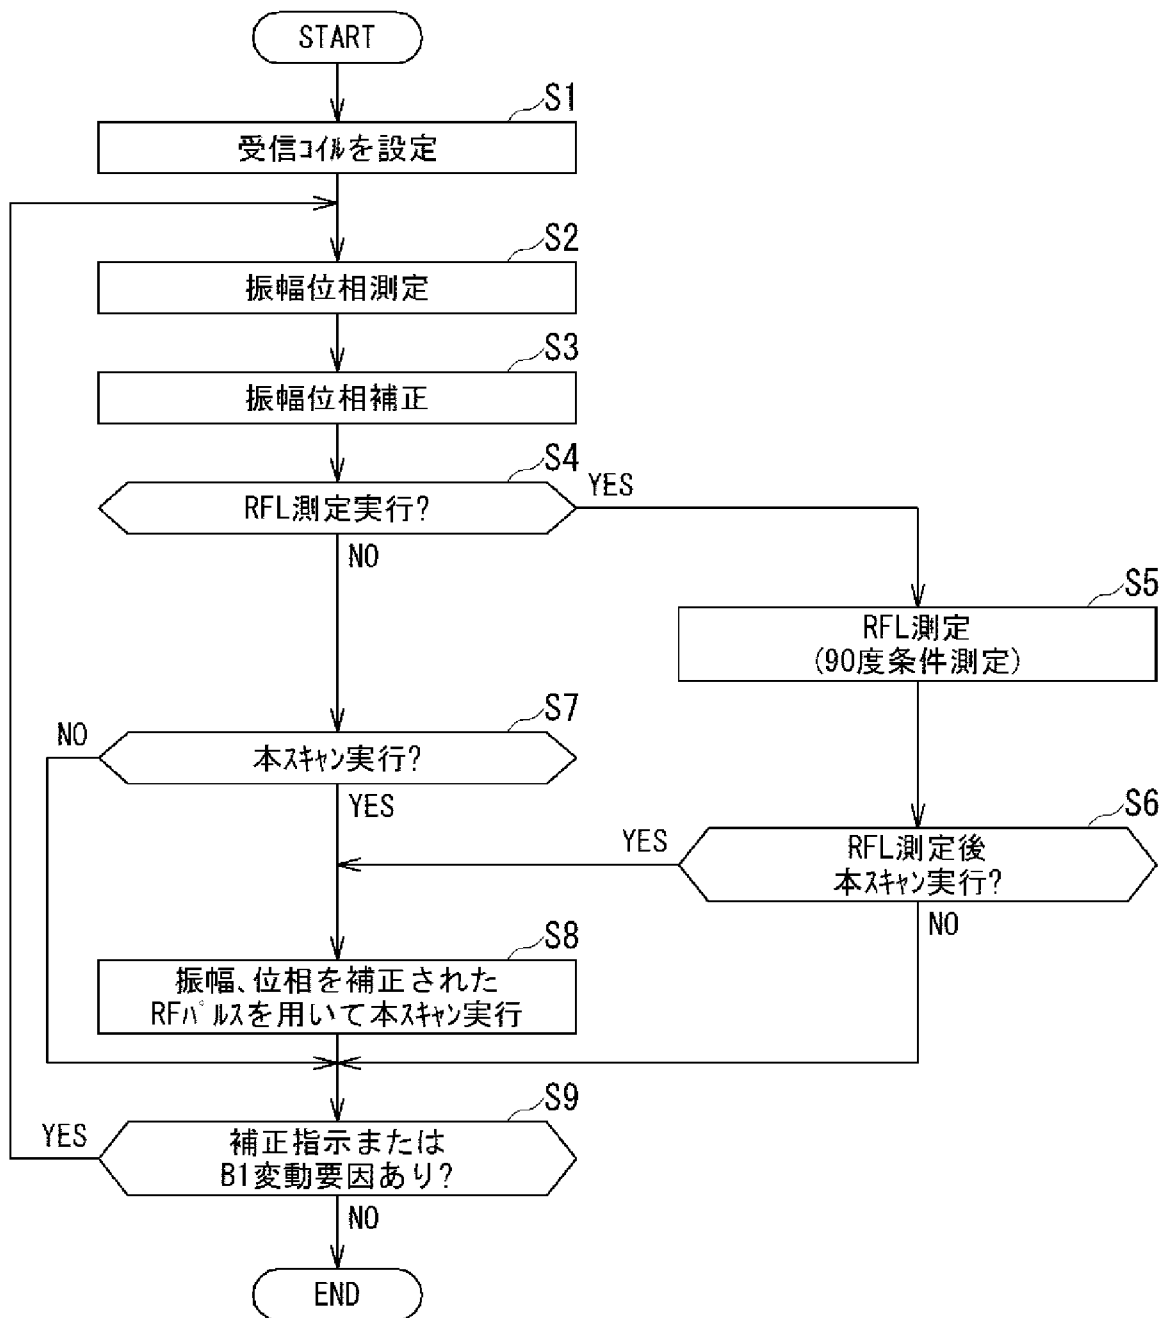 START
S1
受信ｺｲﾙを設定
S2
振幅位相測定
S3
振幅位相補正
S4
RFL測定実行?
YES
NO
S5
RFL測定
(90度条件測定)
S7
NO
本ｽｷｬﾝ実行?
YES
S6
YES
RFL測定後
本ｽｷｬﾝ実行?
NO
S8
振幅、位相を補正された
RFﾊﾟﾙｽを用いて本ｽｷｬﾝ実行
S9
YES
補正指示または
B1変動要因あり?
NO
END